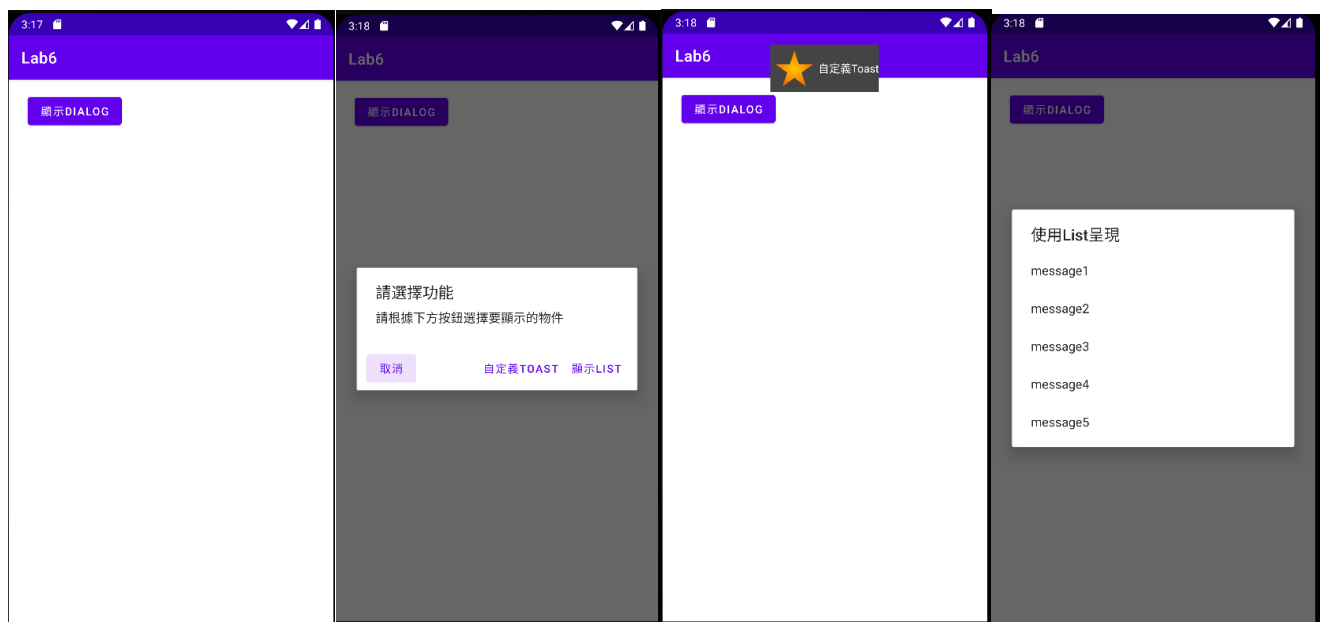 3:17
Lab6
顯示DIALOG
3:18
Lab6
顯示DIALOG
請選擇功能
請根據下方按鈕選擇要顯示的物件
取消 自定義TOAST 顯示LIST
3:18
Lab6
自定義Toast
顯示DIALOG
3:18
Lab6
顯示DIALOG
使用List呈現
message1
message2
message3
message4
message5